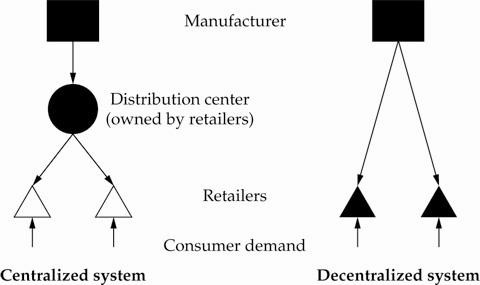 Manufacturer
Distribution center
(owned by retailers)
Retailers
Consumer demand
Centralized system
Decentralized system